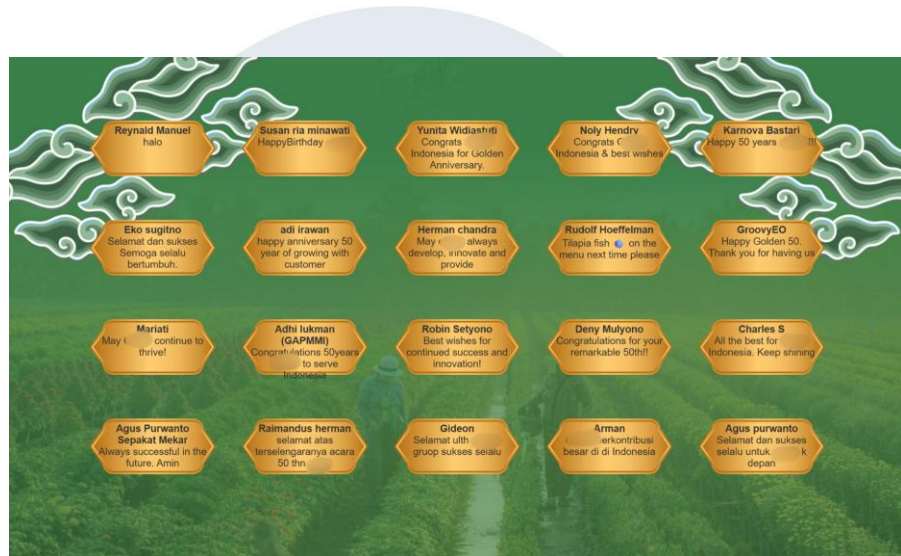 Reynald Manuel
halo
Susan ria minawati
HappyBirthday
Yunita Widiastuti
Congrats
Indonesia for Golden
Anniversary.
Noly Hendry
Congrats
Indonesia & best wishes
Karnova Bastari
Happy 50 years !!!
Eko sugitno
Selamat dan sukses
Semoga selalu
bertumbuh.
adi irawan
happy anniversary 50
year of growing with
customer
Herman chandra
May always
develop, innovate and
provide
Rudolf Hoeffelman
Tilapia fish on the
menu next time please
GroovyEO
Happy Golden 50.
Thank you for having us
Mariati
May continue to
thrive!
Adhi lukman
(GAPMMI)
Congratulations 50years
to serve
Indonesia
Robin Setyono
Best wishes for
continued success and
innovation!
Deny Mulyono
Congratulations for your
remarkable 50th!!
Charles S
All the best for
Indonesia. Keep shining
Agus Purwanto
Sepakat Mekar
Always successful in the
future. Amin
Raimandus herman
selamat atas
terselengaranya acara
50 thn
Gideon
Selamat ulth
gruop sukses selalu
Arman
besar di di Indonesia
Agus purwanto
Selamat dan sukses
selalu untuk
depan